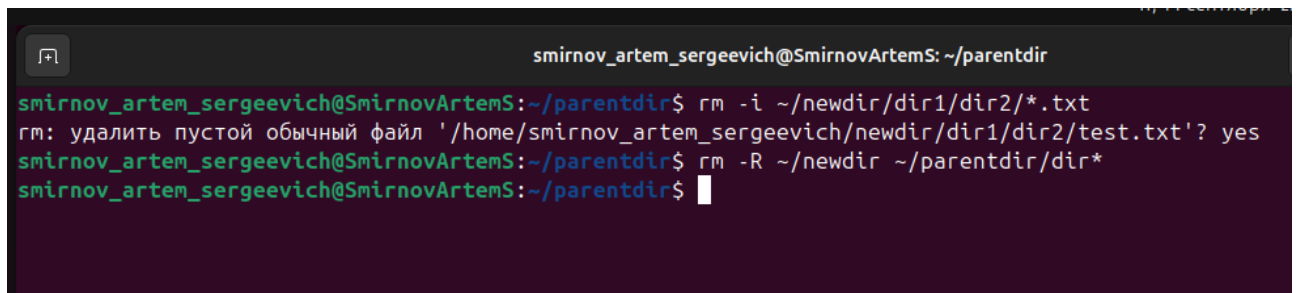 smirnov_artem_sergeevich@SmirnovArtemS: ~/parentdir
smirnov_artem_sergeevich@SmirnovArtemS:~/parentdir$ rm -i ~/newdir/dir1/dir2/*.txt
rm: удалить пустой обычный файл '/home/smirnov_artem_sergeevich/newdir/dir1/dir2/test.txt'? yes
smirnov_artem_sergeevich@SmirnovArtemS:~/parentdir$ rm -R ~/newdir ~/parentdir/dir*
smirnov_artem_sergeevich@SmirnovArtemS:~/parentdir$